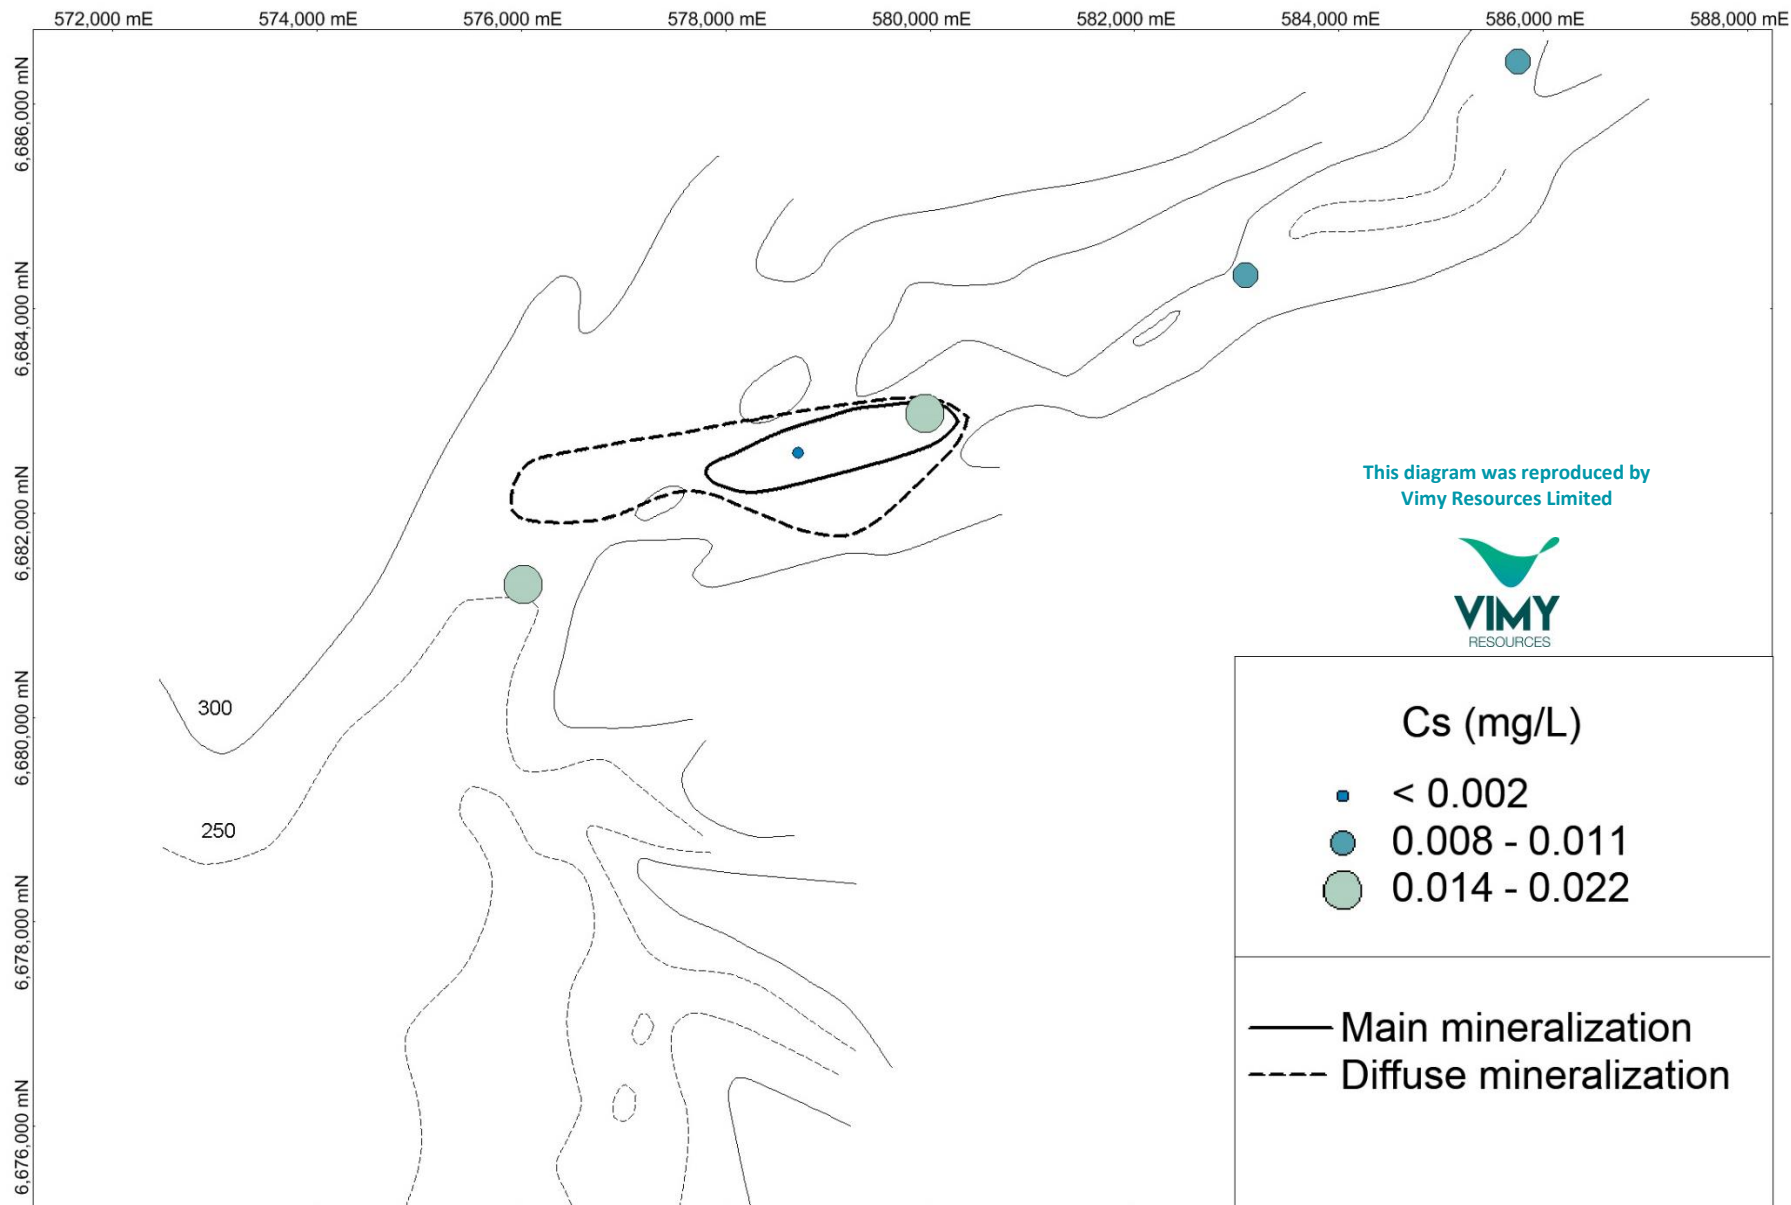 572,000 mE 574,000 mE 576,000 mE 578,000 mE 580,000 mE 582,000 mE 584,000 mE 586,000 mE 588,000 mE
6,686,000 mN
6,684,000 mN
6,682,000 mN
6,680,000 mN
6,678,000 mN
6,676,000 mN
300
250
This diagram was reproduced by
Vimy Resources Limited
VIMY
RESOURCES
Cs (mg/L)
< 0.002
0.008 - 0.011
0.014 - 0.022
Main mineralization
Diffuse mineralization